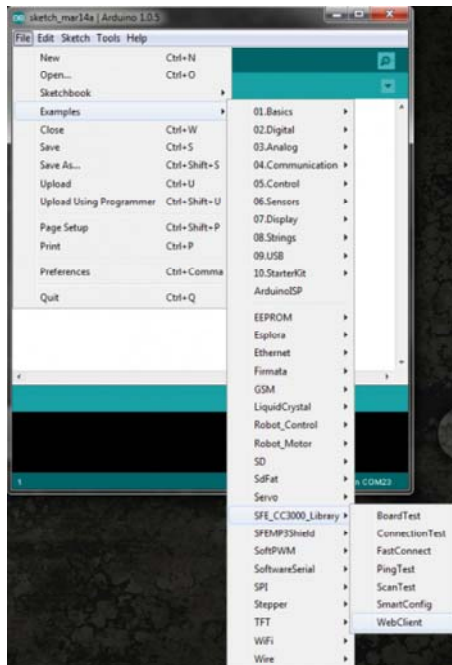 sketch_mar14a | Arduino 1.0.5
File Edit Sketch Tools Help
New Ctrl+N
Open... Ctrl+O
Sketchbook
Examples
Close Ctrl+W
Save Ctrl+S
Save As... Ctrl+Shift+S
Upload Ctrl+U
Upload Using Programmer Ctrl+Shift+U
Page Setup Ctrl+Shift+P
Print Ctrl+P
Preferences Ctrl+Comma
Quit Ctrl+Q
01.Basics
02.Digital
03.Analog
04.Communication
05.Control
06.Sensors
07.Display
08.Strings
09.USB
10.StarterKit
ArduinoISP
EEPROM
Esplora
Ethernet
Firmata
GSM
LiquidCrystal
Robot_Control
Robot_Motor
SD
SdFat
Servo
SFE_CC3000_Library
SFEMP3Shield
SoftPWM
SoftwareSerial
SPI
Stepper
TFT
WiFi
Wire
BoardTest
ConnectionTest
FastConnect
PingTest
ScanTest
SmartConfig
WebClient
1
n COM23